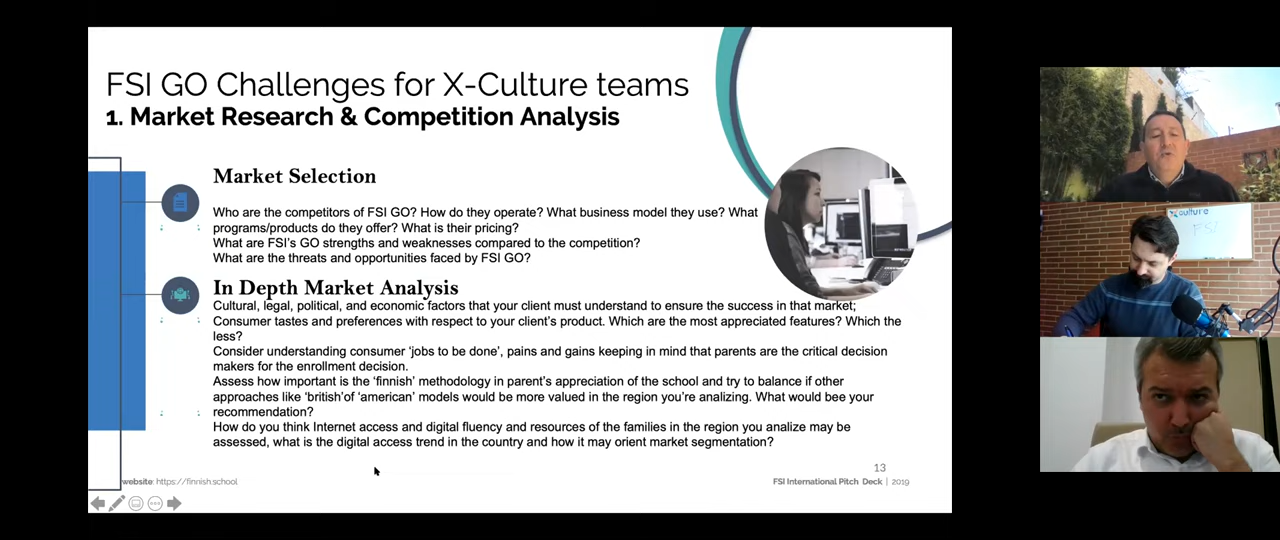 FSI GO Challenges for X-Culture teams
1. Market Research & Competition Analysis
Market Selection
Who are the competitors of FSI GO? How do they operate? What business model they use? What
programs/products do they offer? What is their pricing?
What are FSI's GO strengths and weaknesses compared to the competition?
What are the threats and opportunities faced by FSI GO?
In Depth Market Analysis
Cultural, legal, political, and economic factors that your client must understand to ensure the success in that market;
Consumer tastes and preferences with respect to your client's product. Which are the most appreciated features? Which the
less?
Consider understanding consumer 'jobs to be done', pains and gains keeping in mind that parents are the critical decision
makers for the enrollment decision.
Assess how important is the 'finnish' methodology in parent's appreciation of the school and try to balance if other
approaches like 'british'of 'american' models would be more valued in the region you're analizing. What would bee your
recommendation?
How do you think Internet access and digital fluency and resources of the families in the region you analize may be
assessed, what is the digital access trend in the country and how it may orient market segmentation?
13
website: https://finnish.school
FSI International Pitch Deck | 2019
culture
FSI